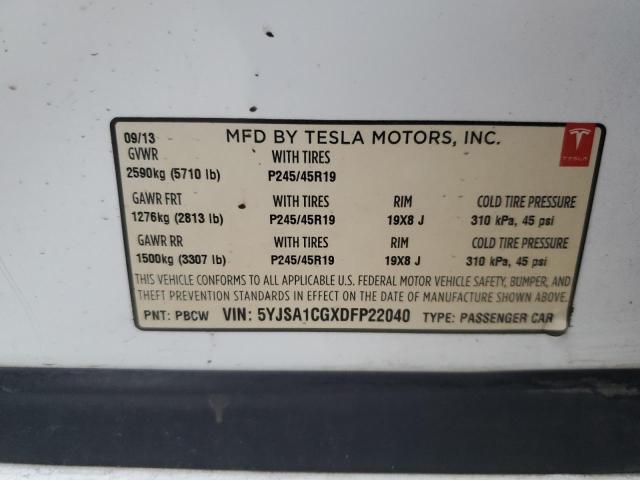 09/13 MFD BY TESLA MOTORS, INC.
GVWR WITH TIRES
2590kg (5710 lb) P245/45R19
TESLA
GAWR FRT WITH TIRES RIM COLD TIRE PRESSURE
1276kg (2813 lb) P245/45R19 19X8 J 310 kPa, 45 psi
GAWR RR WITH TIRES RIM COLD TIRE PRESSURE
1500kg (3307 lb) P245/45R19 19X8 J 310 kPa, 45 psi
THIS VEHICLE CONFORMS TO ALL APPLICABLE U.S. FEDERAL MOTOR VEHICLE SAFETY, BUMPER, AND
THEFT PREVENTION STANDARDS IN EFFECT ON THE DATE OF MANUFACTURE SHOWN ABOVE.
PNT: PBCW VIN: 5YJSA1CGXDFP22040 TYPE: PASSENGER CAR